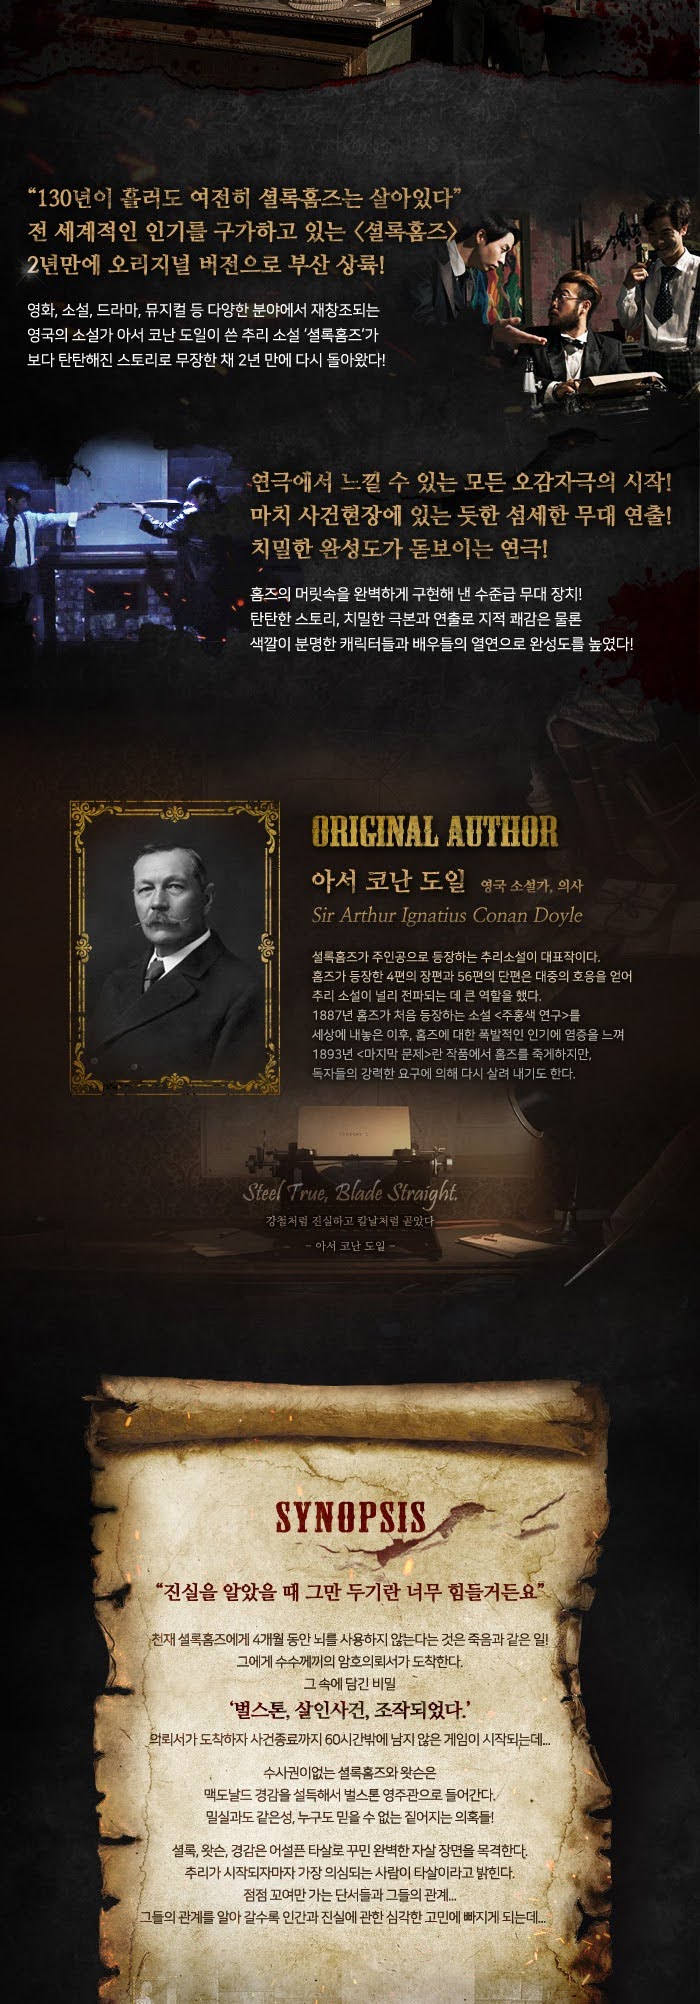 “130년이 흘러도 여전히 셜록홈즈는 살아있다”
전 세계적인 인기를 구가하고 있는 <셜록홈즈>
2년만에 오리지널 버전으로 부산 상륙!
영화, 소설, 드라마, 뮤지컬 등 다양한 분야에서 재창조되는
영국의 소설가 아서 코난 도일이 쓴 추리 소설 ‘셜록홈즈’가
보다 탄탄해진 스토리로 무장한 채 2년 만에 다시 돌아왔다!
연극에서 느낄 수 있는 모든 오감자극의 시작!
마치 사건현장에 있는 듯한 섬세한 무대 연출!
치밀한 완성도가 돋보이는 연극!
홈즈의 머릿속을 완벽하게 구현해 낸 수준급 무대 장치!
탄탄한 스토리, 치밀한 극본과 연출로 지적 쾌감은 물론
색깔이 분명한 캐릭터들과 배우들의 열연으로 완성도를 높였다!
ORIGINAL AUTHOR
아서 코난 도일 영국 소설가, 의사
Sir Arthur Ignatius Conan Doyle
셜록홈즈가 주인공으로 등장하는 추리소설이 대표작이다.
홈즈가 등장한 4편의 장편과 56편의 단편은 대중의 호응을 얻어
추리 소설이 널리 전파되는 데 큰 역할을 했다.
1887년 홈즈가 처음 등장하는 소설 <주홍색 연구>를
세상에 내놓은 이후, 홈즈에 대한 폭발적인 인기에 염증을 느껴
1893년 <마지막 문제>란 작품에서 홈즈를 죽게하지만,
독자들의 강력한 요구에 의해 다시 살려 내기도 한다.
Steel True, Blade Straight.
강철처럼 진실하고 칼날처럼 곧았다
- 아서 코난 도일 -
SYNOPSIS
“진실을 알았을 때 그만 두기란 너무 힘들거든요”
천재 셜록홈즈에게 4개월 동안 뇌를 사용하지 않는다는 것은 죽음과 같은 일!
그에게 수수께끼의 암호의뢰서가 도착한다.
그 속에 담긴 비밀
‘벌스톤, 살인사건, 조작되었다.’
의뢰서가 도착하자 사건종료까지 60시간밖에 남지 않은 게임이 시작되는데...
수사권이없는 셜록홈즈와 왓슨은
맥도날드 경감을 설득해서 벌스톤 영주관으로 들어간다.
밀실과도 같은성, 누구도 믿을 수 없는 짙어지는 의혹들!
셜록, 왓슨, 경감은 어설픈 타살로 꾸민 완벽한 자살 장면을 목격한다.
추리가 시작되자마자 가장 의심되는 사람이 타살이라고 밝힌다.
점점 꼬여만 가는 단서들과 그들의 관계...
그들의 관계를 알아 갈수록 인간과 진실에 관한 심각한 고민에 빠지게 되는데...